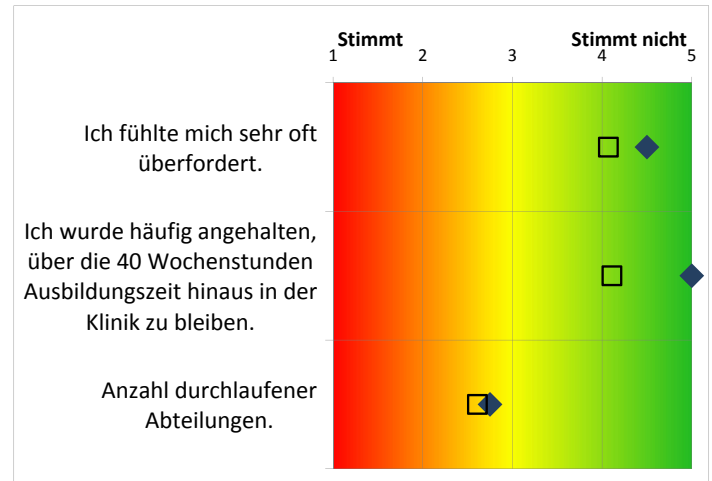 Stimmt Stimmt nicht
1 2 3 4 5
Ich fühlte mich sehr oft
überfordert.
Ich wurde häufig angehalten,
über die 40 Wochenstunden
Ausbildungszeit hinaus in der
Klinik zu bleiben.
Anzahl durchlaufener
Abteilungen.